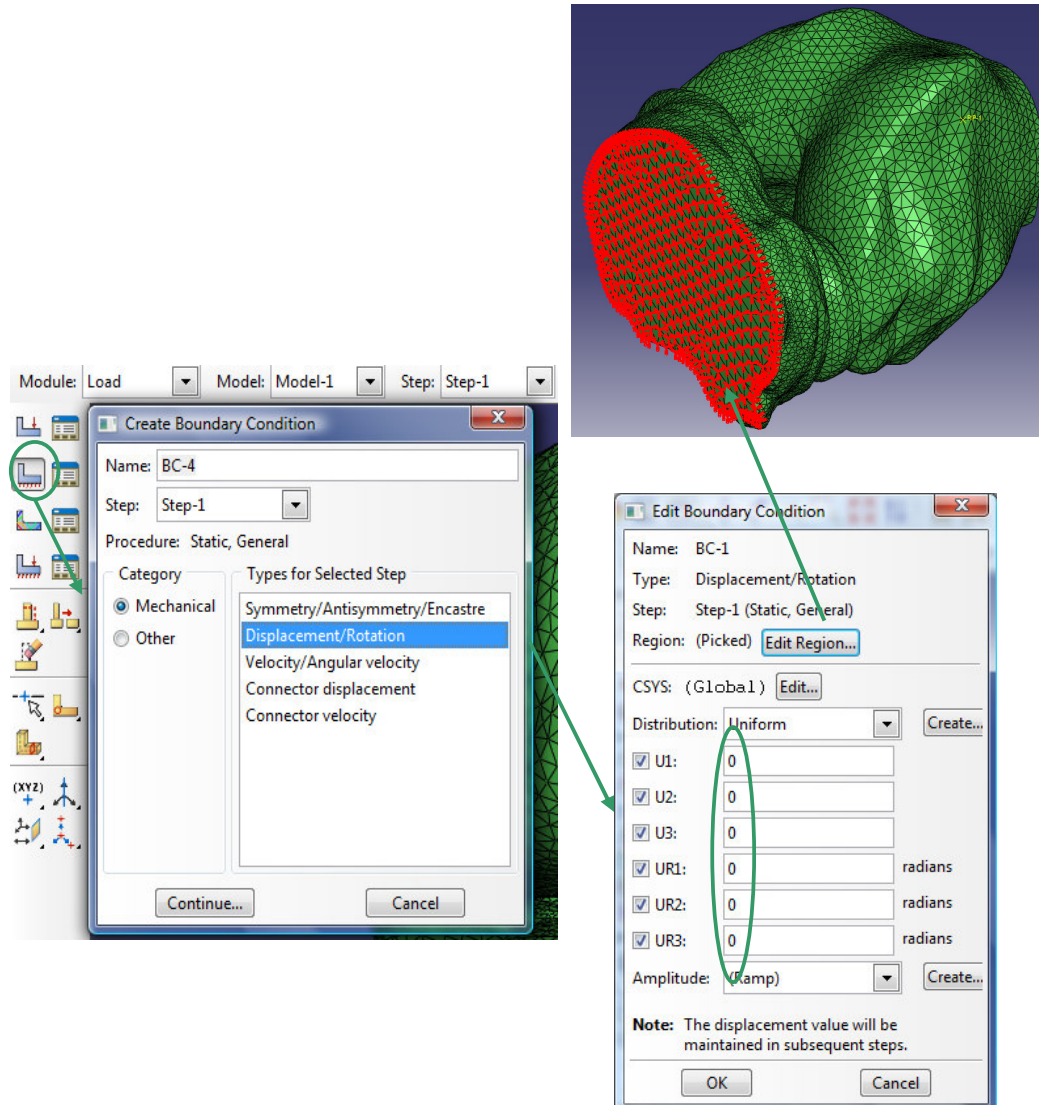 RP-1
Module: Load Model: Model-1 Step: Step-1
Create Boundary Condition
Name: BC-4
Step: Step-1
Procedure: Static, General
Category
Mechanical
Other
Types for Selected Step
Symmetry/Antisymmetry/Encastre
Displacement/Rotation
Velocity/Angular velocity
Connector displacement
Connector velocity
Continue... Cancel
(XYZ)
Edit Boundary Condition
Name: BC-1
Type: Displacement/Rotation
Step: Step-1 (Static, General)
Region: (Picked) Edit Region...
CSYS: (Global) Edit...
Distribution: Uniform Create...
U1: 0
U2: 0
U3: 0
UR1: 0 radians
UR2: 0 radians
UR3: 0 radians
Amplitude: (Ramp) Create...
Note: The displacement value will be
maintained in subsequent steps.
OK Cancel